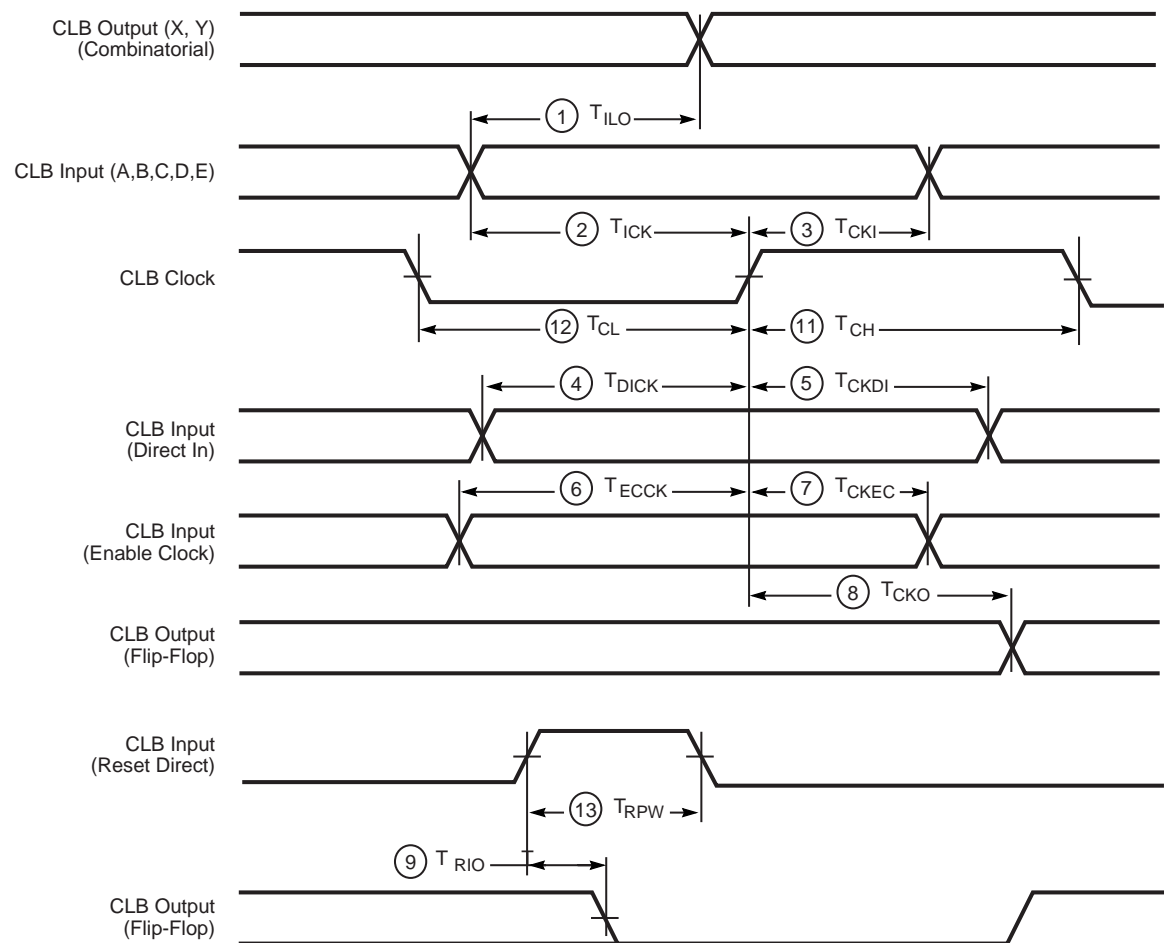 CLB Output (X, Y)
(Combinatorial)
1 TILO
CLB Input (A,B,C,D,E)
2 TICK
3 TCKI
CLB Clock
12 TCL
11 TCH
4 TDICK
5 TCKDI
CLB Input
(Direct In)
6 TECCK
7 TCKEC
CLB Input
(Enable Clock)
8 TCKO
CLB Output
(Flip-Flop)
CLB Input
(Reset Direct)
13 TRPW
9 T RIO
T
CLB Output
(Flip-Flop)